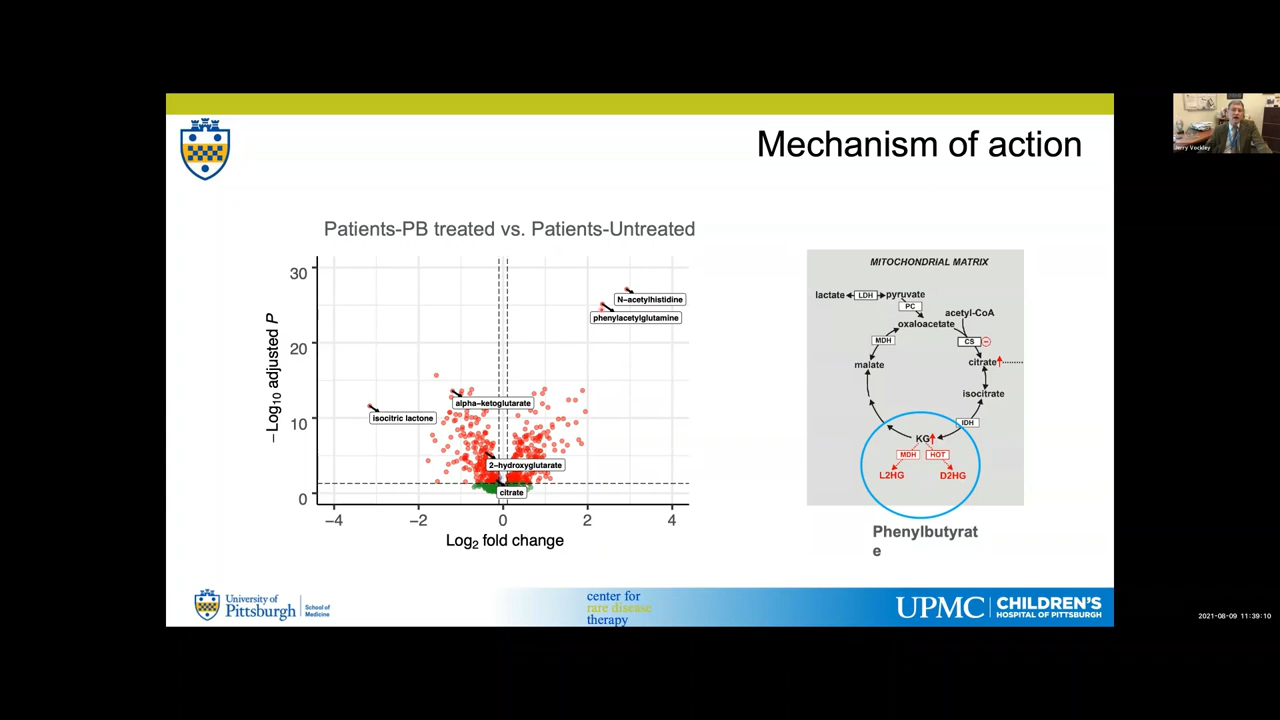 Mechanism of action
Patients-PB treated vs. Patients-Untreated
−Log10 adjusted P
30
20
10
0
−4
−2
0
2
4
Log2 fold change
N−acetylhistidine
phenylacetylglutamine
alpha−ketoglutarate
isocitric lactone
2−hydroxyglutarate
citrate
MITOCHONDRIAL MATRIX
lactate LDH pyruvate
PC
acetyl-CoA
oxaloacetate
MDH
CS
citrate
malate
isocitrate
IDH
KG
MDH HOT
L2HG D2HG
Phenylbutyrat
e
University of
Pittsburgh
School of
Medicine
center for
rare disease
therapy
UPMC
CHILDREN'S
HOSPITAL OF PITTSBURGH
Jerry Vockley
2021-08-09 11:39:10